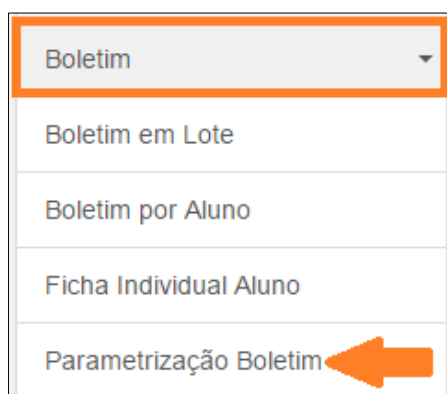 Boletim
Boletim em Lote
Boletim por Aluno
Ficha Individual Aluno
Parametrização Boletim